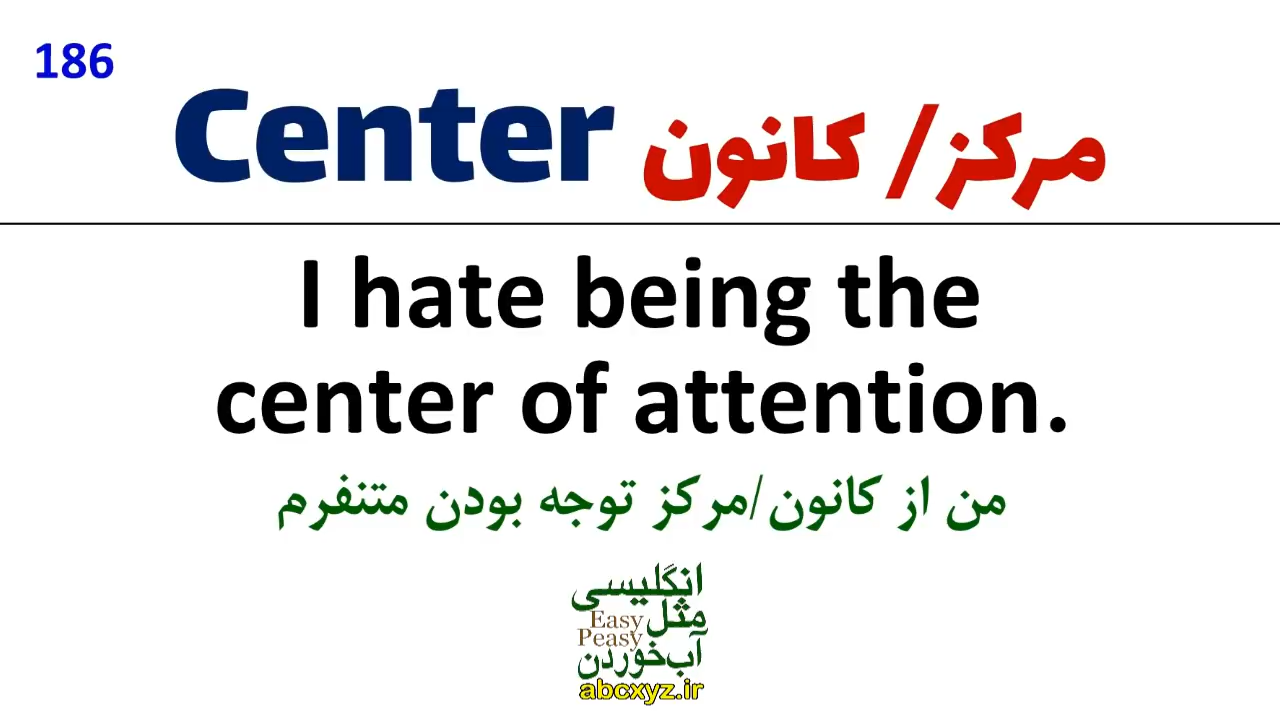 186
Center مرکز/ کانون
I hate being the
center of attention.
من از کانون/مرکز توجه بودن متنفرم
انگلیسی
مثل
Easy
Peasy
آب‌خوردن
abcxyz.ir